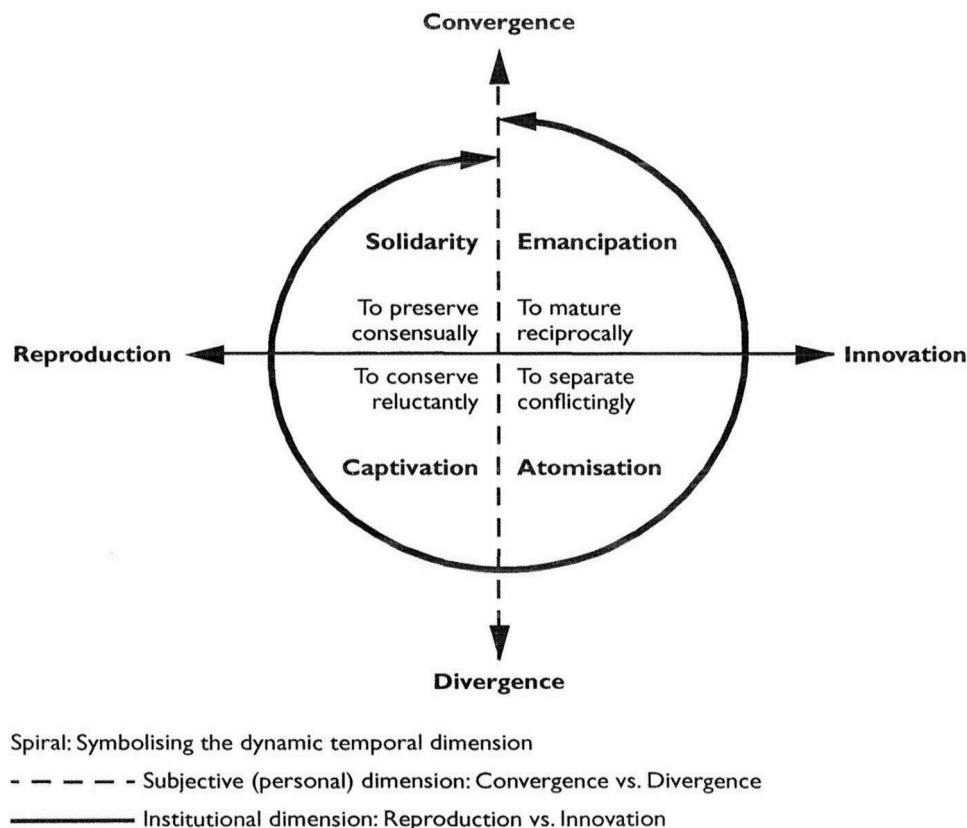 Convergence
Solidarity
Emancipation
To preserve
consensually
To mature
reciprocally
Reproduction
Innovation
To conserve
reluctantly
To separate
conflictingly
Captivation
Atomisation
Divergence
Spiral: Symbolising the dynamic temporal dimension
Subjective (personal) dimension: Convergence vs. Divergence
Institutional dimension: Reproduction vs. Innovation